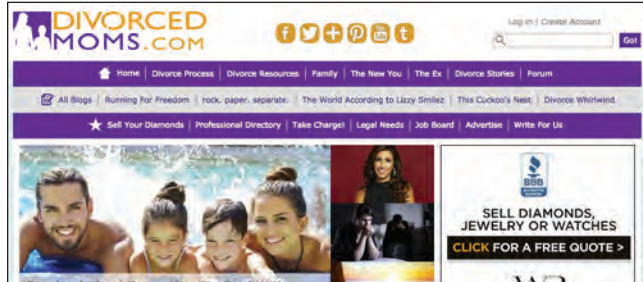 DIVORCED
MOMS.COM
Log in | Create Account
Go!
Home | Divorce Process | Divorce Resources | Family | The New You | The Ex | Divorce Stories | Forum
All Blogs | Running For Freedom | rock. paper. separate. | The World According to Lizzy Smilez | This Cuckoo's Nest | Divorce Whirlwind
Sell Your Diamonds | Professional Directory | Take Charge! | Legal Needs | Job Board | Advertise | Write For Us
BBB
SELL DIAMONDS,
JEWELRY OR WATCHES
CLICK FOR A FREE QUOTE >